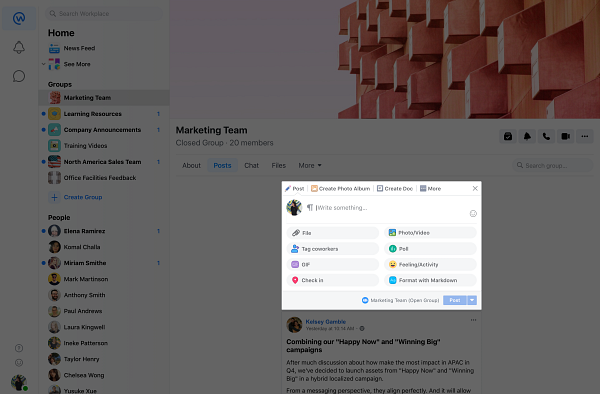 Search Workplace
Home
News Feed
See More
Groups
Marketing Team
Learning Resources 1
Company Announcements 1
Training Videos
North America Sales Team 1
Office Facilities Feedback
Create Group
People
Elena Ramirez 1
Komal Chaila
Miriam Smithe 1
Mark Martinson
Anthony Smith
Paul Andrews
Laura Kingwell
Ineke Patterson
Taylor Henry
Chelsea Wong
Yusuke Xue
Marketing Team
Closed Group · 20 members
About Posts Chat Files More
Search group...
Post Create Photo Album Create Doc More
Write something...
File Photo/Video
Tag coworkers Poll
GIF Feeling/Activity
Check in Format with Markdown
Marketing Team (Open Group) Post
Kelsey Gamble
Yesterday at 10:14 AM ·
Combining our "Happy Now" and "Winning Big"
campaigns
After much discussion about how make the most impact in APAC in
Q4, we've decided to launch assets from "Happy Now" and "Winning
Big" in a hybrid localized campaign.
From a messaging perspective, they align perfectly. And it will allow